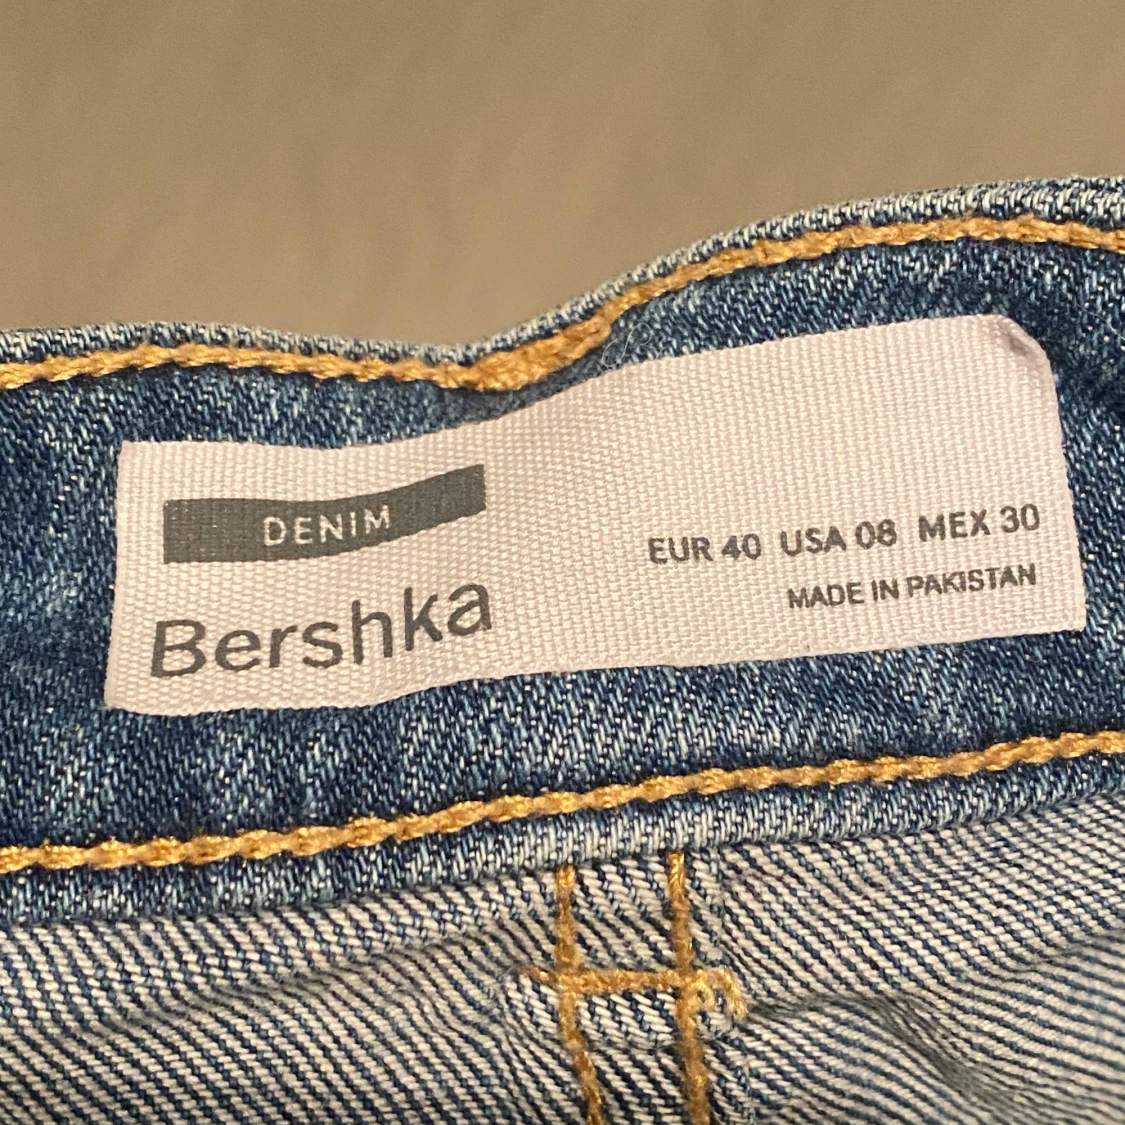 DENIM
Bershka
EUR 40 USA 08 MEX 30
MADE IN PAKISTAN